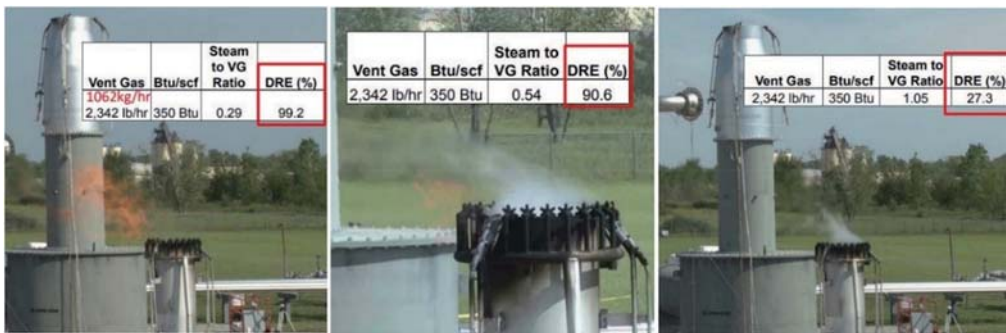 Steam
to VG
Vent Gas Btu/scf Ratio DRE (%)
1062kg/hr
2,342 lb/hr 350 Btu 0.29 99.2
Steam to
Vent Gas Btu/scf VG Ratio DRE (%)
2,342 lb/hr 350 Btu 0.54 90.6
Steam to
Vent Gas Btu/scf VG Ratio DRE (%)
2,342 lb/hr 350 Btu 1.05 27.3